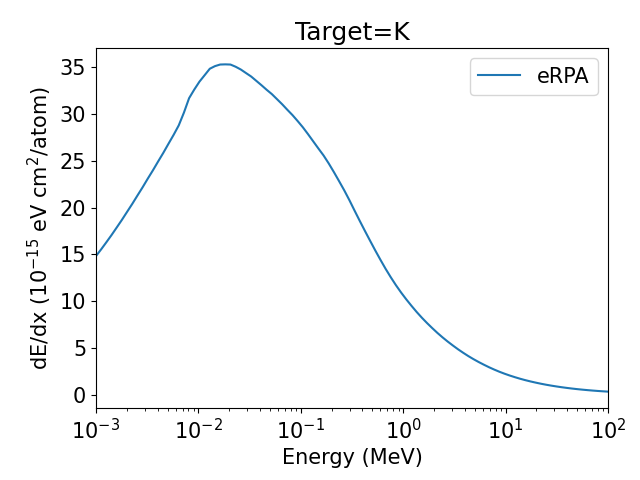 Target=K
eRPA
dE/dx (10⁻¹⁵ eV cm²/atom)
35
30
25
20
15
10
5
0
10⁻³ 10⁻² 10⁻¹ 10⁰ 10¹ 10²
Energy (MeV)